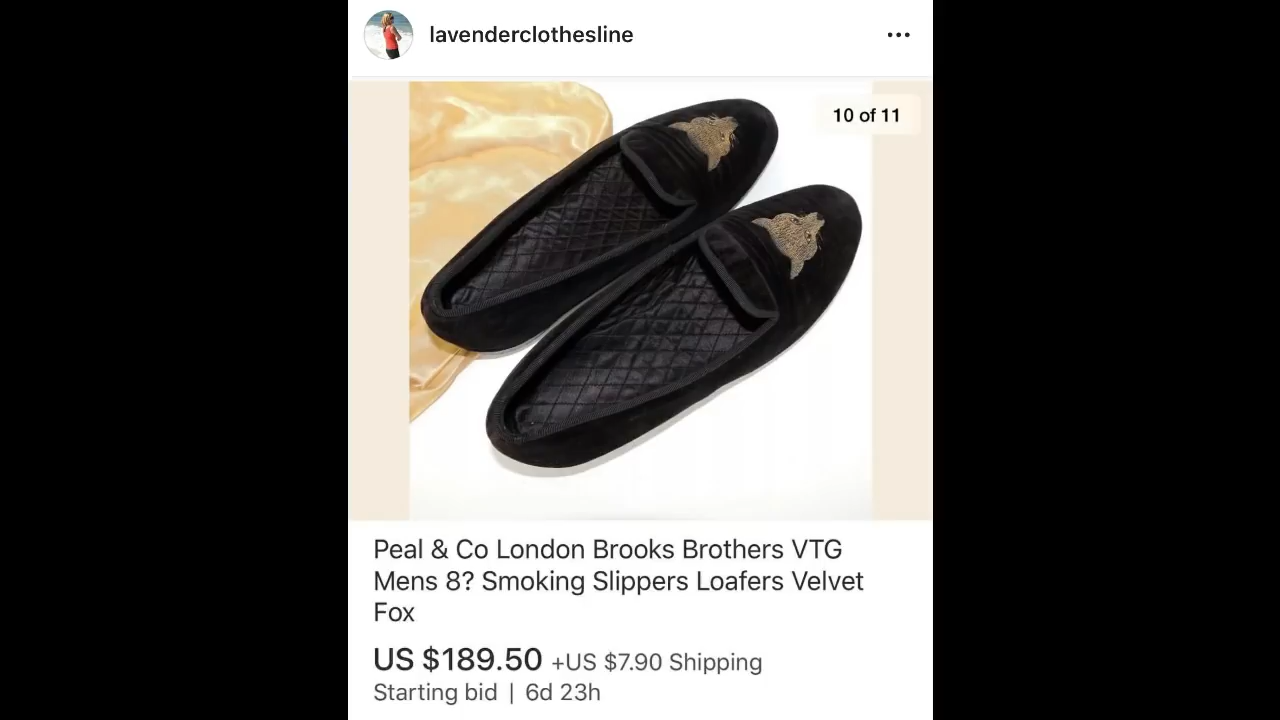 lavenderclothesline
10 of 11
Peal & Co London Brooks Brothers VTG
Mens 8? Smoking Slippers Loafers Velvet
Fox
US $189.50 +US $7.90 Shipping
Starting bid | 6d 23h